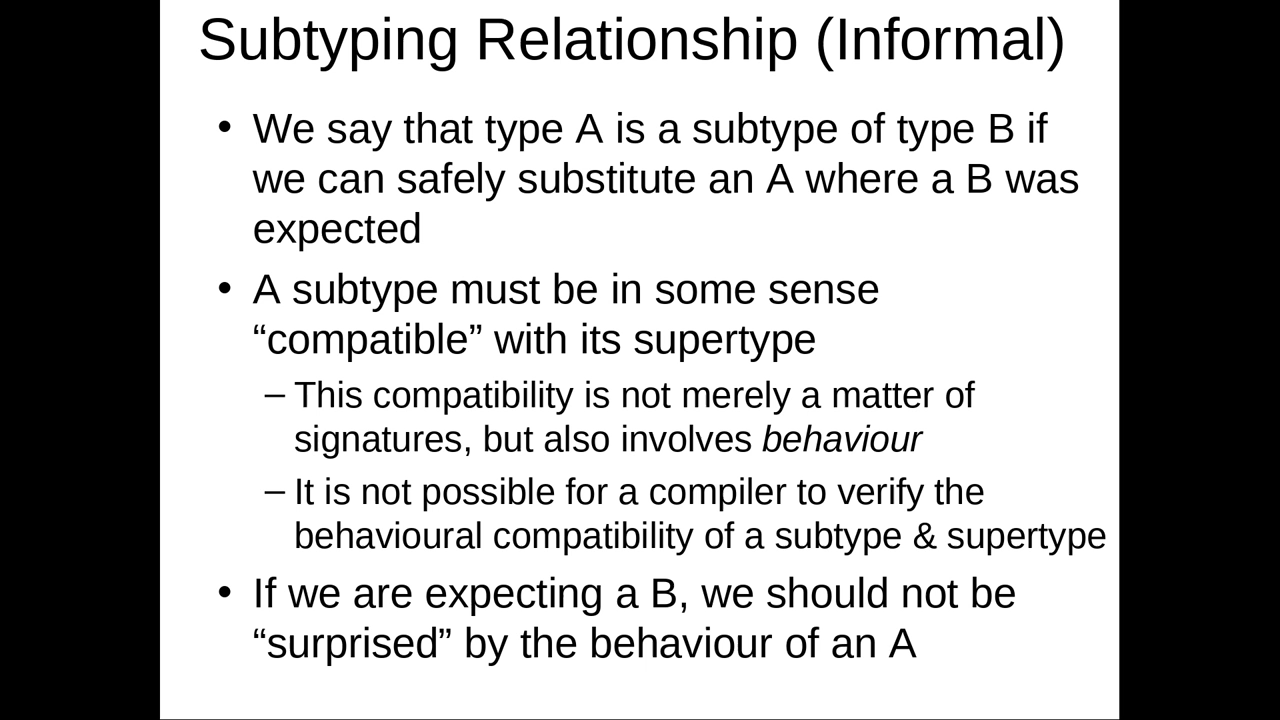 Subtyping Relationship (Informal)
• We say that type A is a subtype of type B if
we can safely substitute an A where a B was
expected
• A subtype must be in some sense
“compatible” with its supertype
– This compatibility is not merely a matter of
signatures, but also involves behaviour
– It is not possible for a compiler to verify the
behavioural compatibility of a subtype & supertype
• If we are expecting a B, we should not be
“surprised” by the behaviour of an A